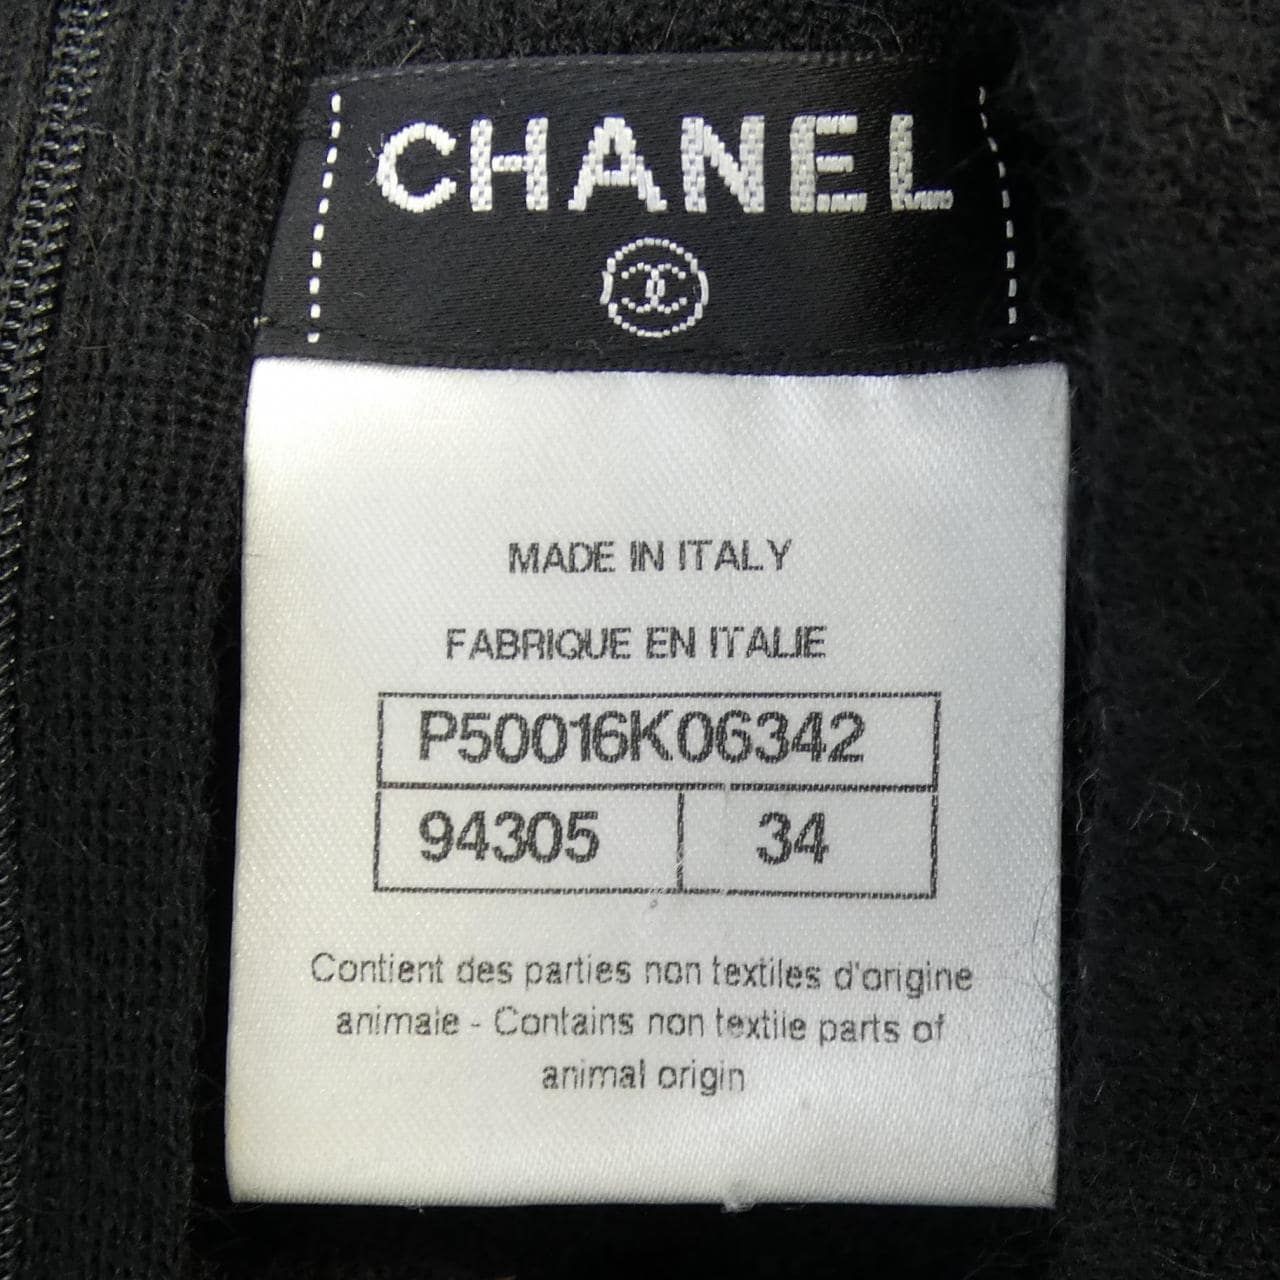 CHANEL
MADE IN ITALY
FABRIQUE EN ITALIE
P50016K06342
94305 34
Contient des parties non textiles d'origine
animale - Contains non textile parts of
animal origin